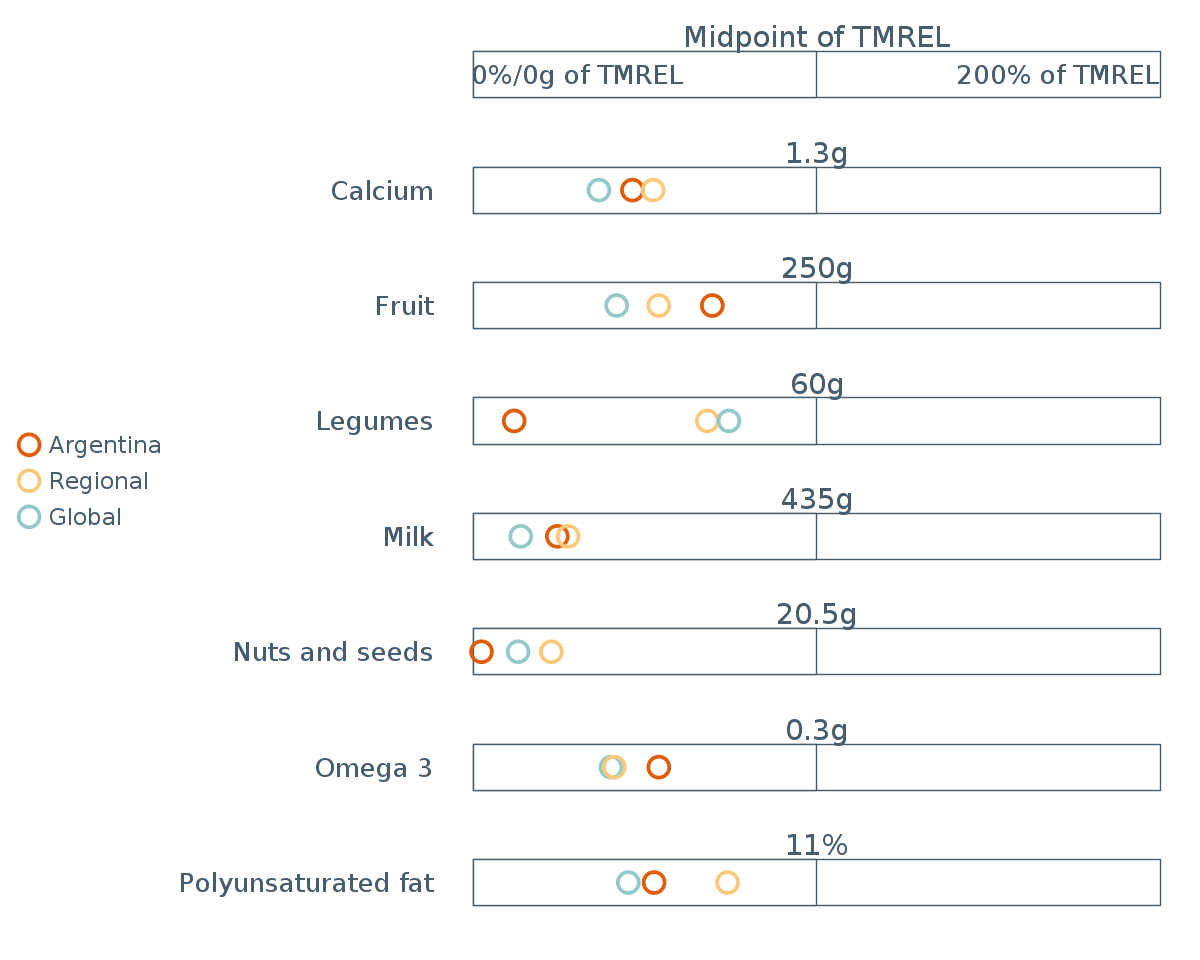 Midpoint of TMREL
0%/0g of TMREL
200% of TMREL
1.3g
Calcium
250g
Fruit
60g
Legumes
Argentina
Regional
Global
435g
Milk
20.5g
Nuts and seeds
0.3g
Omega 3
11%
Polyunsaturated fat